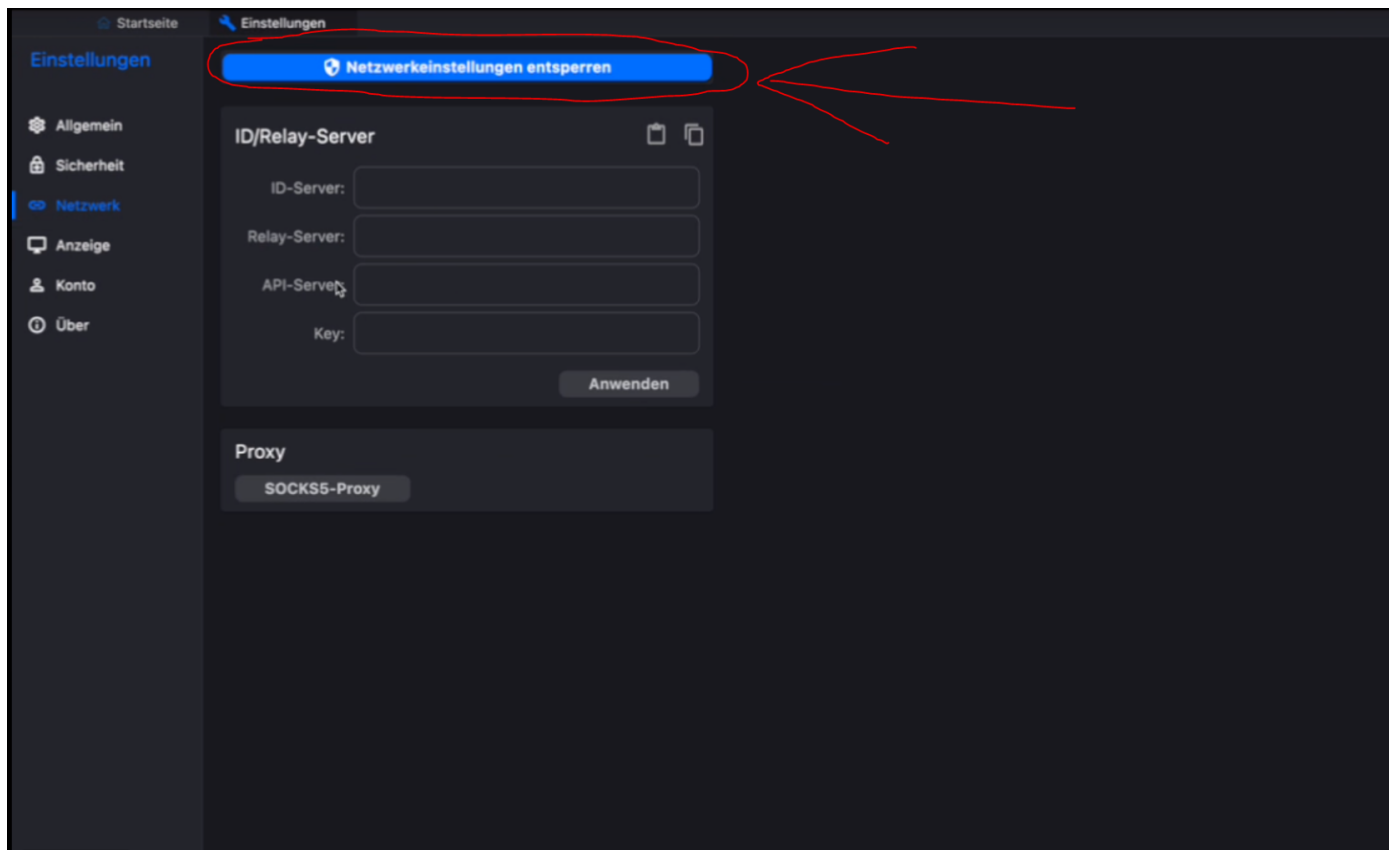 Startseite
Einstellungen
Einstellungen
Netzwerkeinstellungen entsperren
Allgemein
Sicherheit
Netzwerk
Anzeige
Konto
Über
ID/Relay-Server
ID-Server:
Relay-Server:
API-Server:
Key:
Anwenden
Proxy
SOCKS5-Proxy